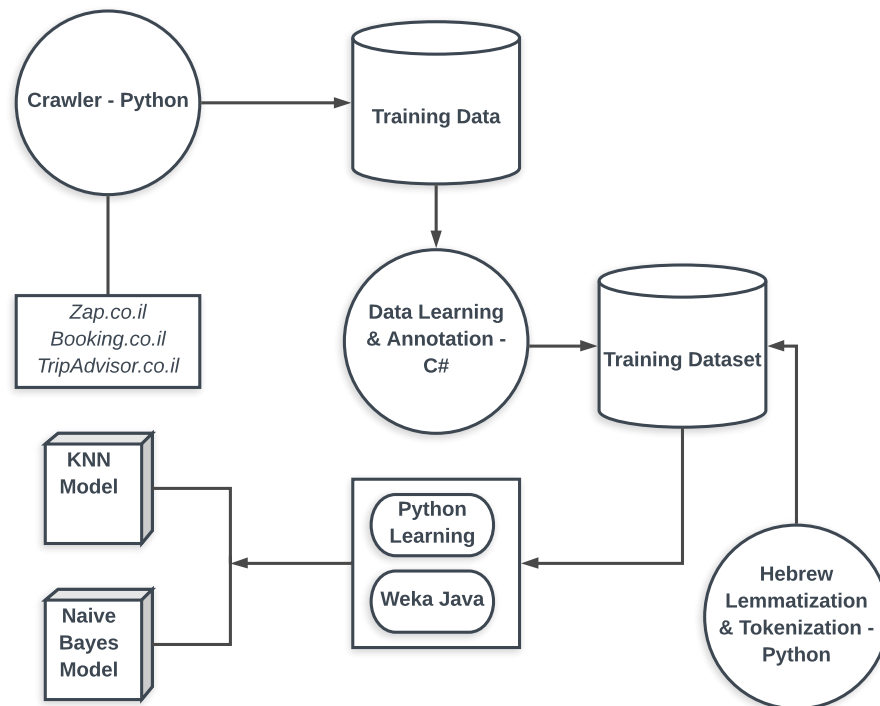 Crawler - Python
Training Data
Zap.co.il
Booking.co.il
TripAdvisor.co.il
Data Learning
& Annotation -
C#
Training Dataset
KNN
Model
Python
Learning
Weka Java
Naive
Bayes
Model
Hebrew
Lemmatization
& Tokenization -
Python